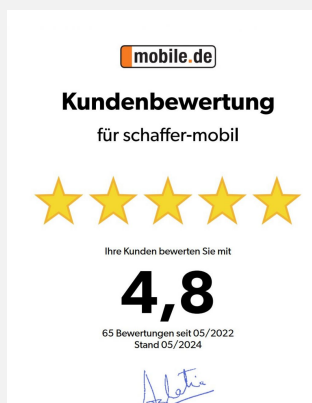 mobile.de
Kundenbewertung
für schaffer-mobil
Ihre Kunden bewerten Sie mit
4,8
65 Bewertungen seit 05/2022
Stand 05/2024